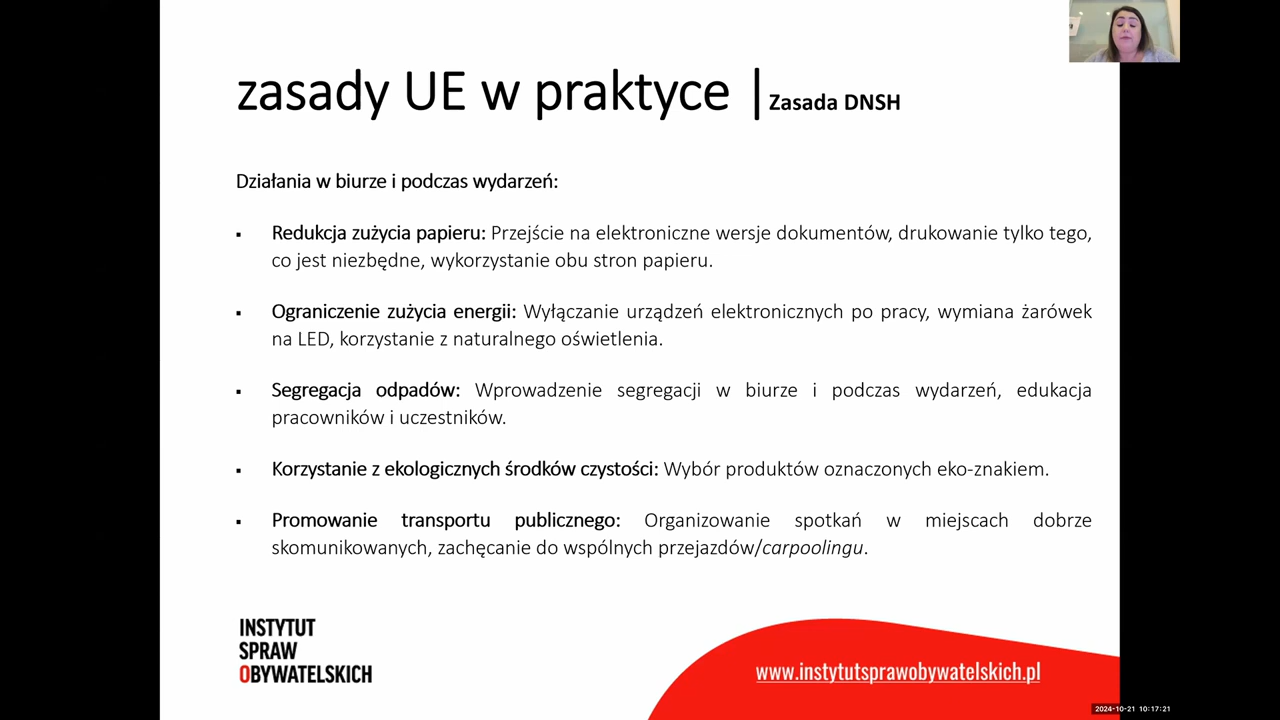 zasady UE w praktyce | Zasada DNSH
Działania w biurze i podczas wydarzeń:
▪ Redukcja zużycia papieru: Przejście na elektroniczne wersje dokumentów, drukowanie tylko tego,
co jest niezbędne, wykorzystanie obu stron papieru.
▪ Ograniczenie zużycia energii: Wyłączanie urządzeń elektronicznych po pracy, wymiana żarówek
na LED, korzystanie z naturalnego oświetlenia.
▪ Segregacja odpadów: Wprowadzenie segregacji w biurze i podczas wydarzeń, edukacja
pracowników i uczestników.
▪ Korzystanie z ekologicznych środków czystości: Wybór produktów oznaczonych eko-znakiem.
▪ Promowanie transportu publicznego: Organizowanie spotkań w miejscach dobrze
skomunikowanych, zachęcanie do wspólnych przejazdów/carpoolingu.
INSTYTUT
SPRAW
OBYWATELSKICH
www.instytutsprawobywatelskich.pl
2024-10-21 10:17:21